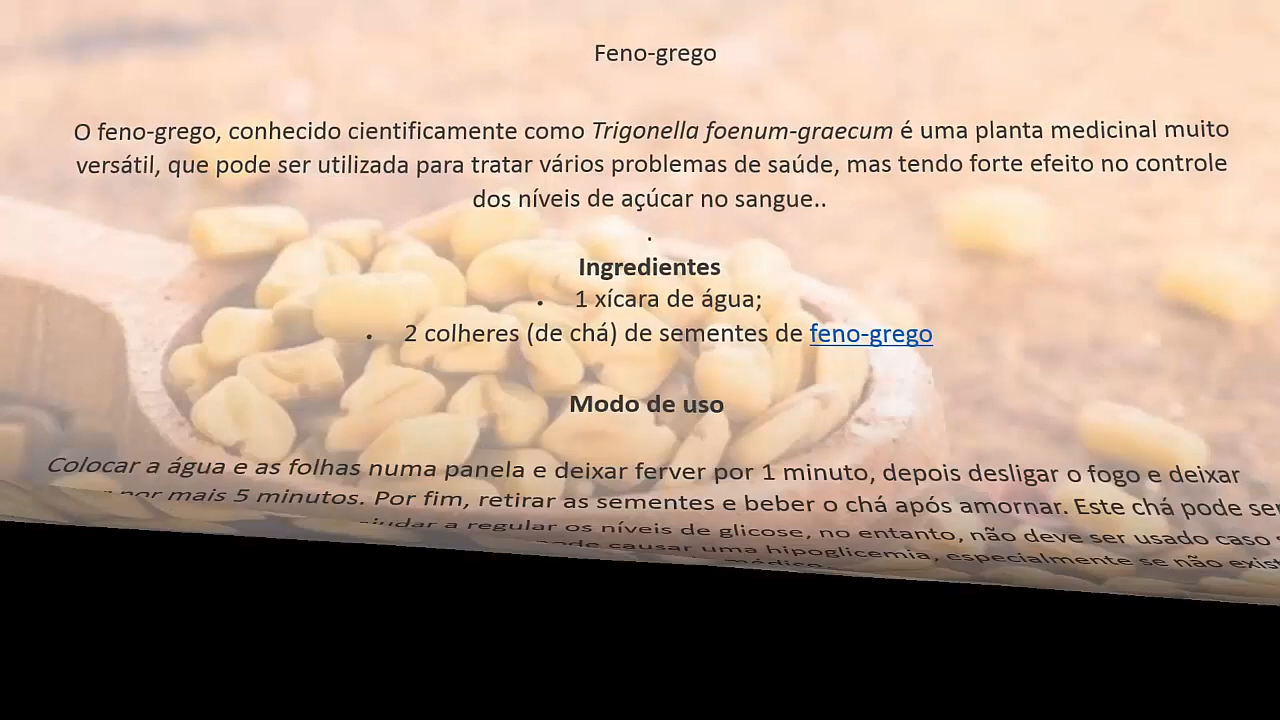 Feno-grego
O feno-grego, conhecido cientificamente como Trigonella foenum-graecum é uma planta medicinal muito
versátil, que pode ser utilizada para tratar vários problemas de saúde, mas tendo forte efeito no controle
dos níveis de açúcar no sangue..
.
Ingredientes
• 1 xícara de água;
• 2 colheres (de chá) de sementes de feno-grego
Modo de uso
Colocar a água e as folhas numa panela e deixar ferver por 1 minuto, depois desligar o fogo e deixar
por mais 5 minutos. Por fim, retirar as sementes e beber o chá após amornar. Este chá pode ser
ajudar a regular os níveis de glicose, no entanto, não deve ser usado caso
pode causar uma hipoglicemia, especialmente se não